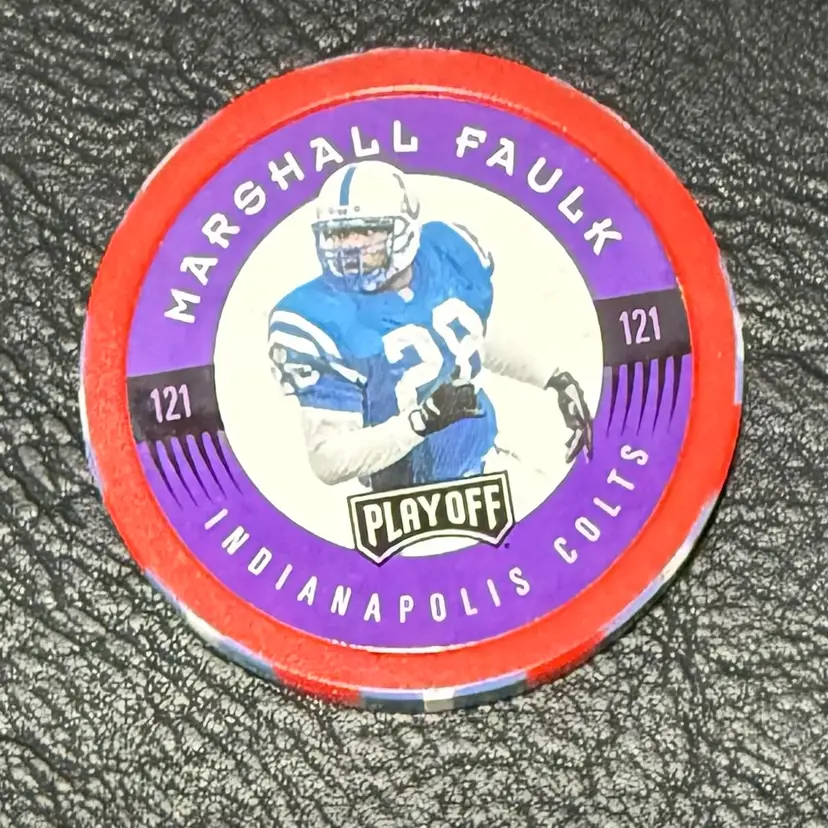 MARSHALL FAULK
121
121
28
PLAYOFF
INDIANAPOLIS COLTS